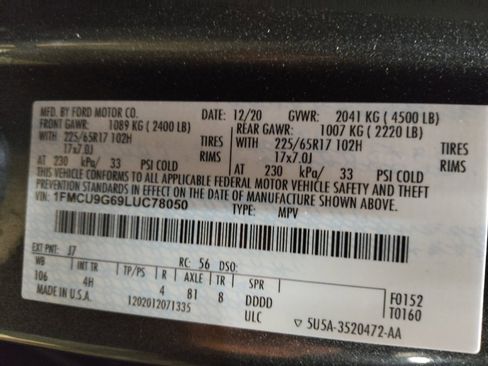 MFD. BY FORD MOTOR CO. DATE: 12/20 GVWR: 2041 KG ( 4500 LB)
FRONT GAWR: 1089 KG ( 2400 LB) REAR GAWR: 1007 KG ( 2220 LB)
WITH 225/65R17 102H TIRES WITH 225/65R17 102H TIRES
17x7.0J RIMS 17x7.0J RIMS
AT 230 kPa/ 33 PSI COLD AT 230 kPa/ 33 PSI COLD
THIS VEHICLE CONFORMS TO ALL APPLICABLE FEDERAL MOTOR VEHICLE SAFETY AND THEFT
PREVENTION STANDARDS IN EFFECT ON THE DATE OF MANUFACTURE SHOWN ABOVE.
VIN: 1FMCU9G69LUC78050 TYPE: MPV
EXT PNT: J7 RC: 56 DSO:
WB INT TR TP/PS R AXLE TR SPR
106 4H 4 81 8 DDDD F0152
MADE IN U.S.A. 1202012071335 ULC T0160
5U5A-3520472-AA